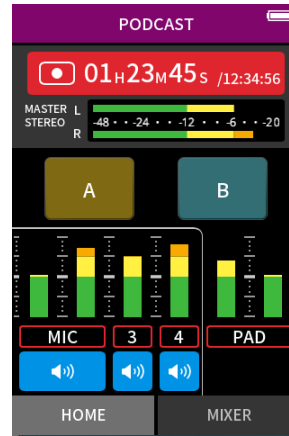 PODCAST
01H23M45S /12:34:56
MASTER STEREO L R
-48 · · -24 · · -12 · · -6 · · -20
A B
MIC 3 4 PAD
HOME MIXER